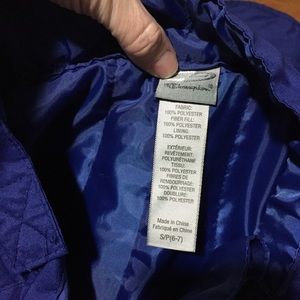 FABRIC:
100% POLYESTER
FIBER FILL:
100% POLYESTER
LINING:
100% POLYESTER
EXTÉRIEUR:
REVÊTEMENT:
POLYURÉTHANE
TISSU:
100% POLYESTER
FIBRES DE
REMBOURRAGE:
100% POLYESTER
DOUBLURE:
100% POLYESTER
Made in China
Fabriqué en Chine
S/P(6-7)